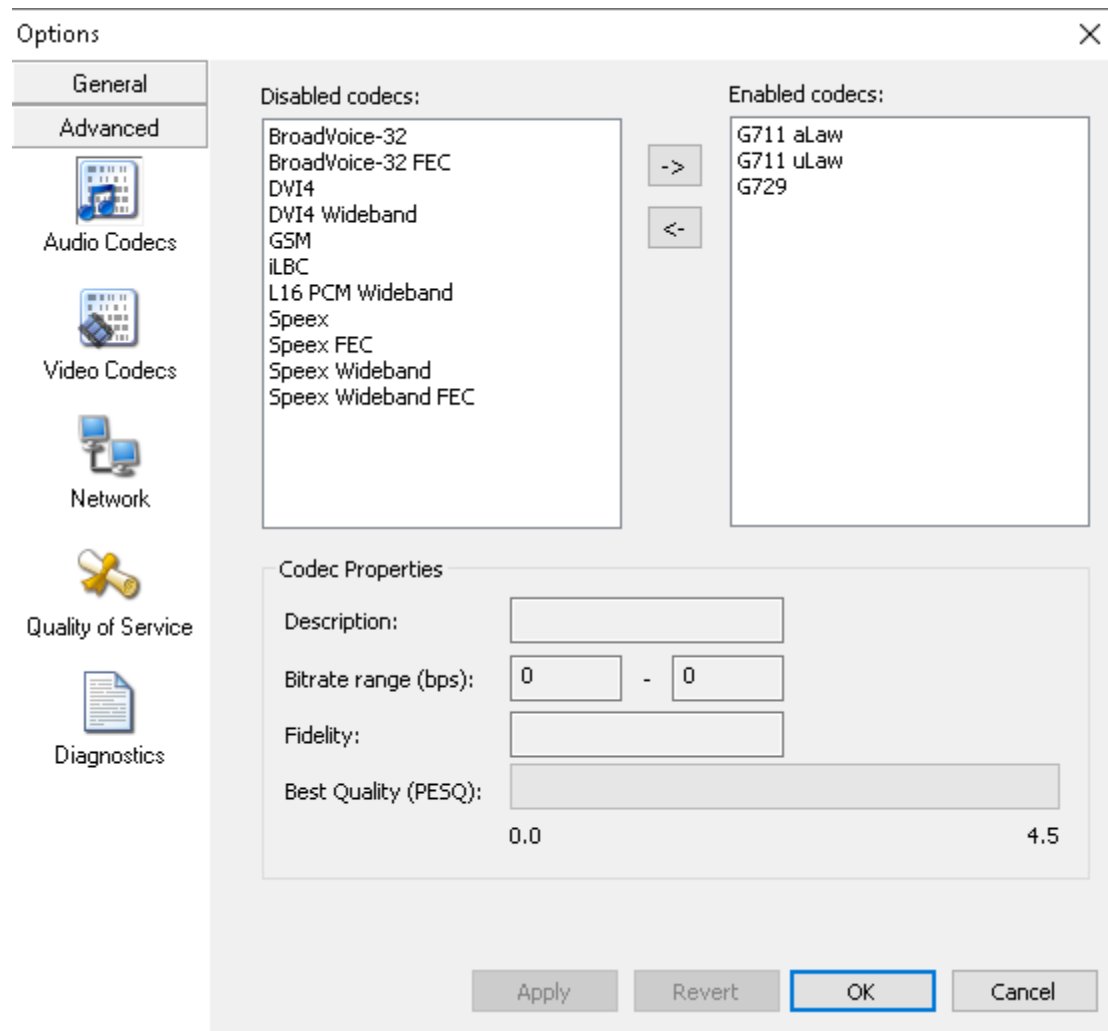 Options
General
Advanced
Audio Codecs
Video Codecs
Network
Quality of Service
Diagnostics
Disabled codecs:
BroadVoice-32
BroadVoice-32 FEC
DVI4
DVI4 Wideband
GSM
iLBC
L16 PCM Wideband
Speex
Speex FEC
Speex Wideband
Speex Wideband FEC
->
<-
Enabled codecs:
G711 aLaw
G711 uLaw
G729
Codec Properties
Description:
Bitrate range (bps): 0 - 0
Fidelity:
Best Quality (PESQ):
0.0 4.5
Apply Revert OK Cancel